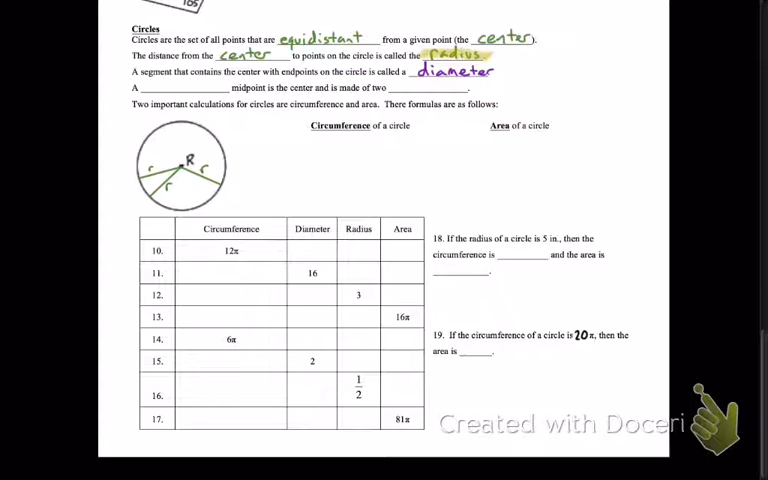 105
Circles
Circles are the set of all points that are equidistant from a given point (the center).
The distance from the center to points on the circle is called the radius.
A segment that contains the center with endpoints on the circle is called a diameter
A ________________ midpoint is the center and is made of two ________________.
Two important calculations for circles are circumference and area. There formulas are as follows:
Circumference of a circle Area of a circle
R
r r
r
Circumference Diameter Radius Area
10. 12π
11. 16
12. 3
13. 16π
14. 6π
15. 2
16. 1/2
17. 81π
18. If the radius of a circle is 5 in., then the
circumference is __________ and the area is
___________.
19. If the circumference of a circle is 20π, then the
area is _______.
Created with Doceri